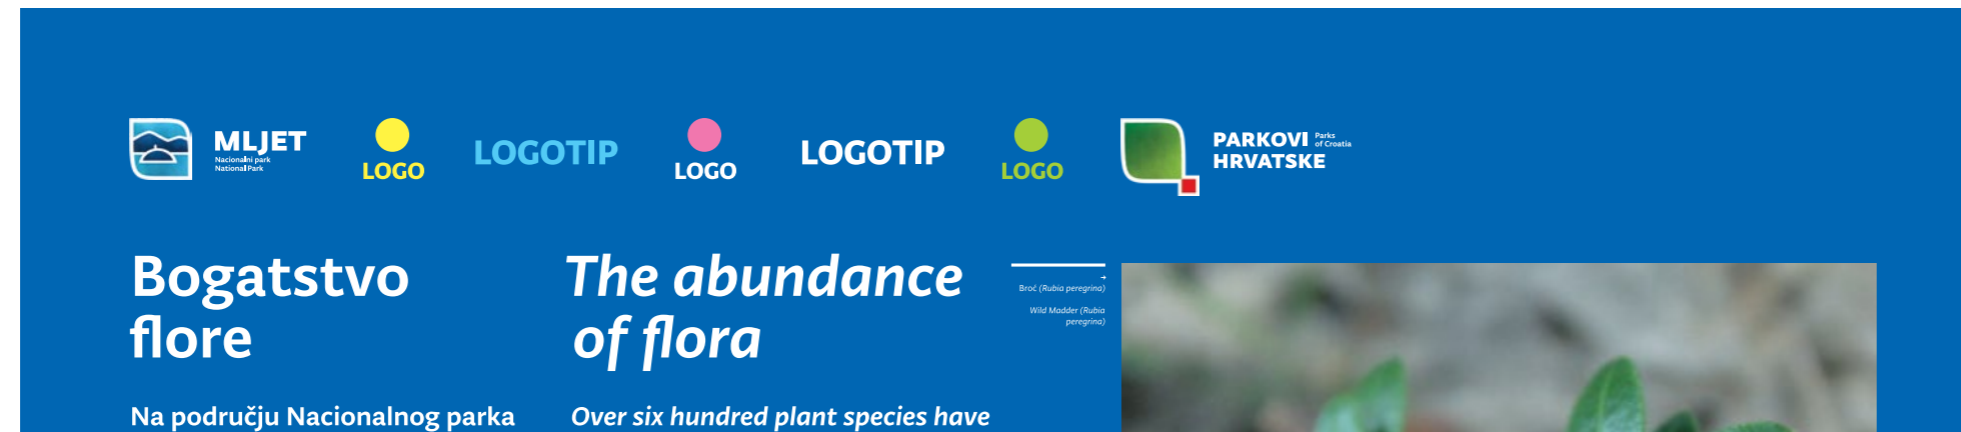 MLJET
Nacionalni park
National Park
LOGO
LOGOTIP
LOGO
LOGOTIP
LOGO
PARKOVI
HRVATSKE
Parks
of Croatia
Bogatstvo
flore
The abundance
of flora
→
Broć (Rubia peregrina)
Wild Madder (Rubia
peregrina)
Na području Nacionalnog parka
Over six hundred plant species have